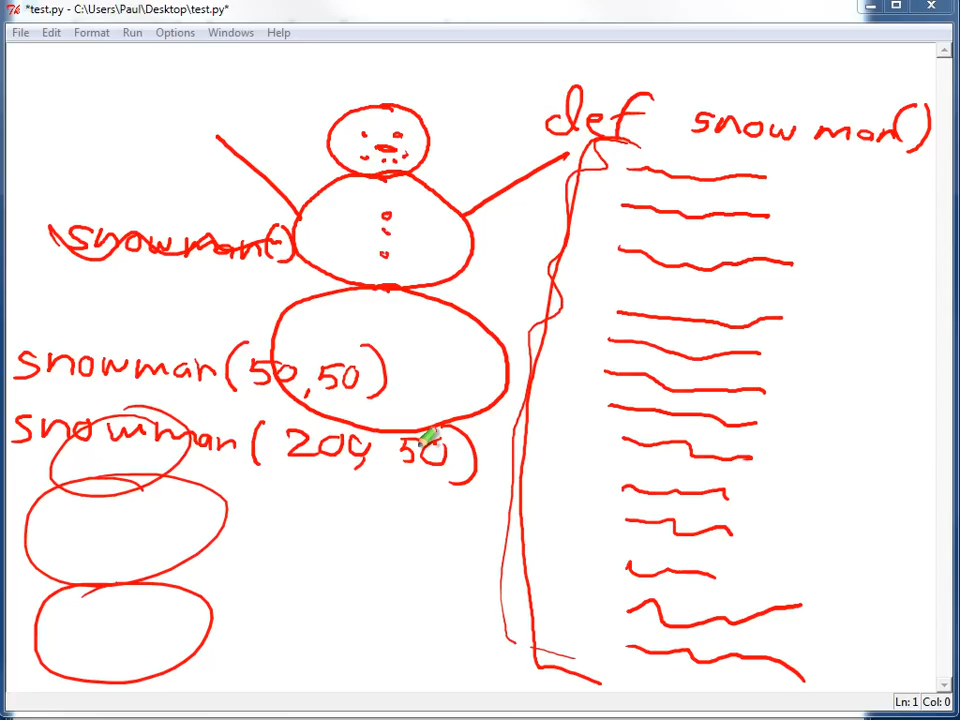 *test.py - C:\Users\Paul\Desktop\test.py*
File Edit Format Run Options Windows Help
def snowman()
snowman()
snowman(50,50)
snowman(200, 50)
Ln: 1 Col: 0